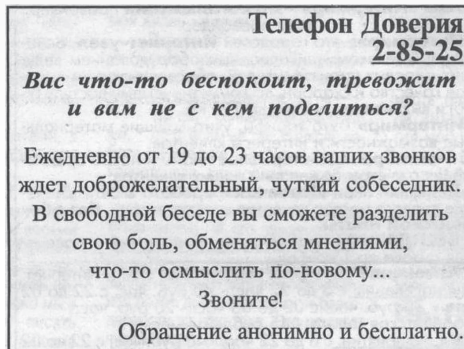 Телефон Доверия
2-85-25
Вас что-то беспокоит, тревожит
и вам не с кем поделиться?
Ежедневно от 19 до 23 часов ваших звонков
ждет доброжелательный, чуткий собеседник.
В свободной беседе вы сможете разделить
свою боль, обменяться мнениями,
что-то осмыслить по-новому...
Звоните!
Обращение анонимно и бесплатно.